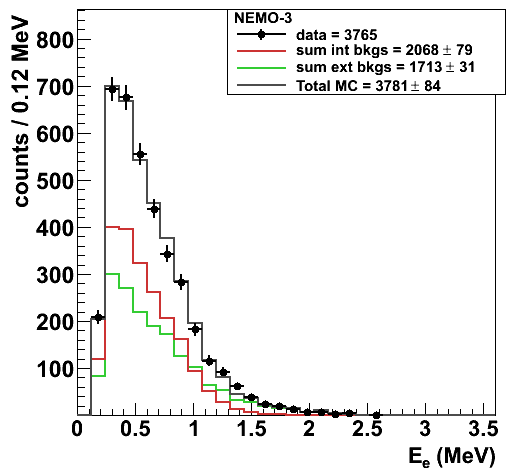 NEMO-3
data = 3765
sum int bkgs = 2068 ± 79
sum ext bkgs = 1713 ± 31
Total MC = 3781 ± 84
counts / 0.12 MeV
800
700
600
500
400
300
200
100
0 0.5 1 1.5 2 2.5 3 3.5
Eₑ (MeV)